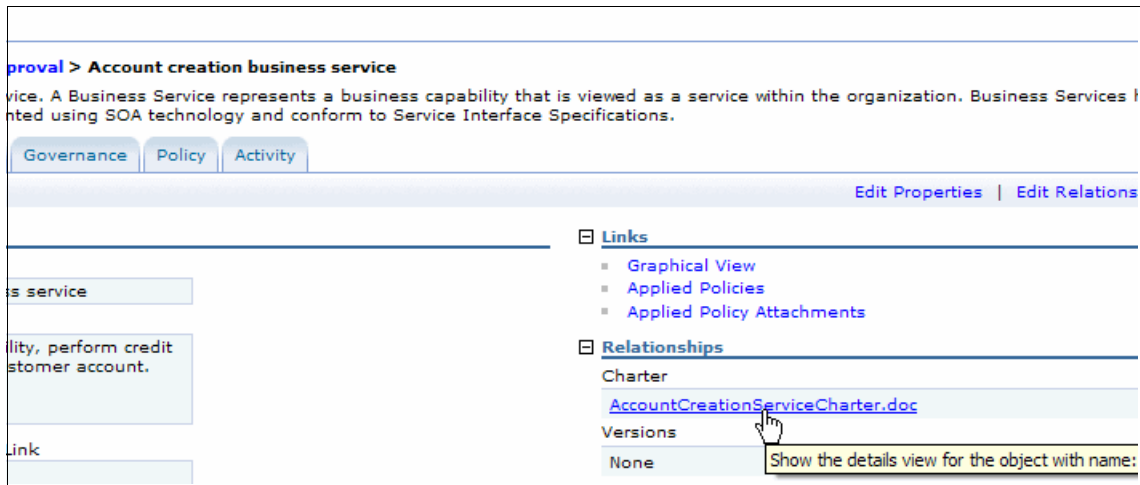 proval > Account creation business service
vice. A Business Service represents a business capability that is viewed as a service within the organization. Business Services h
nted using SOA technology and conform to Service Interface Specifications.
Governance Policy Activity
Edit Properties | Edit Relations
Links
Graphical View
ss service
Applied Policies
Applied Policy Attachments
ility, perform credit
stomer account.
Relationships
Charter
AccountCreationServiceCharter.doc
Link
Versions
None
Show the details view for the object with name: